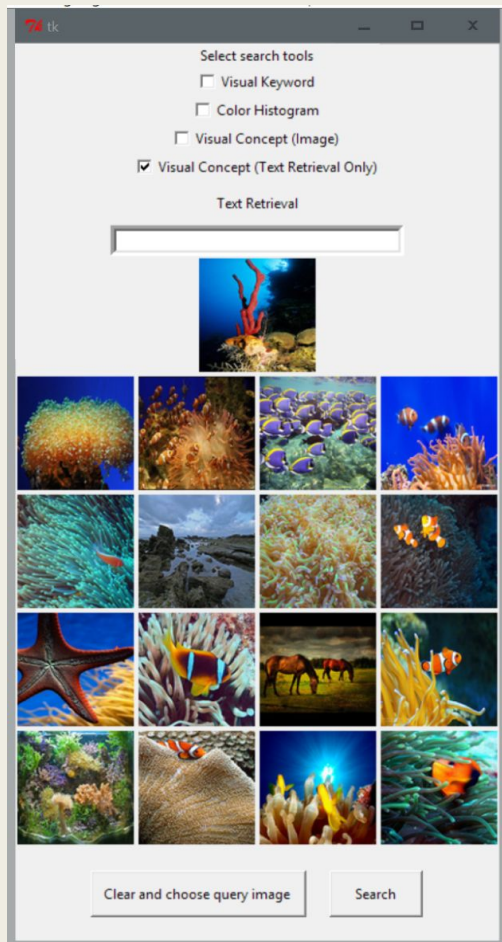 tk
Select search tools
Visual Keyword
Color Histogram
Visual Concept (Image)
Visual Concept (Text Retrieval Only)
Text Retrieval
Clear and choose query image
Search